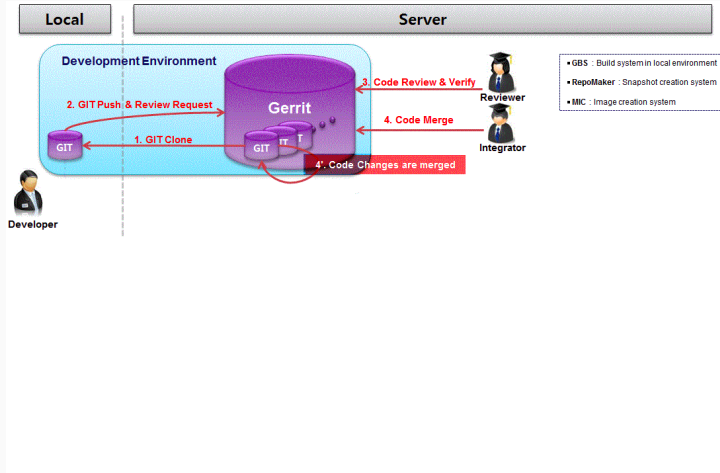 Local
Server
Development Environment
2. GIT Push & Review Request
Gerrit
3. Code Review & Verify
Reviewer
1. GIT Clone
GIT
GIT
IT
T
4. Code Merge
Integrator
4'. Code Changes are merged
Developer
▪ GBS : Build system in local environment
▪ RepoMaker : Snapshot creation system
▪ MIC : Image creation system